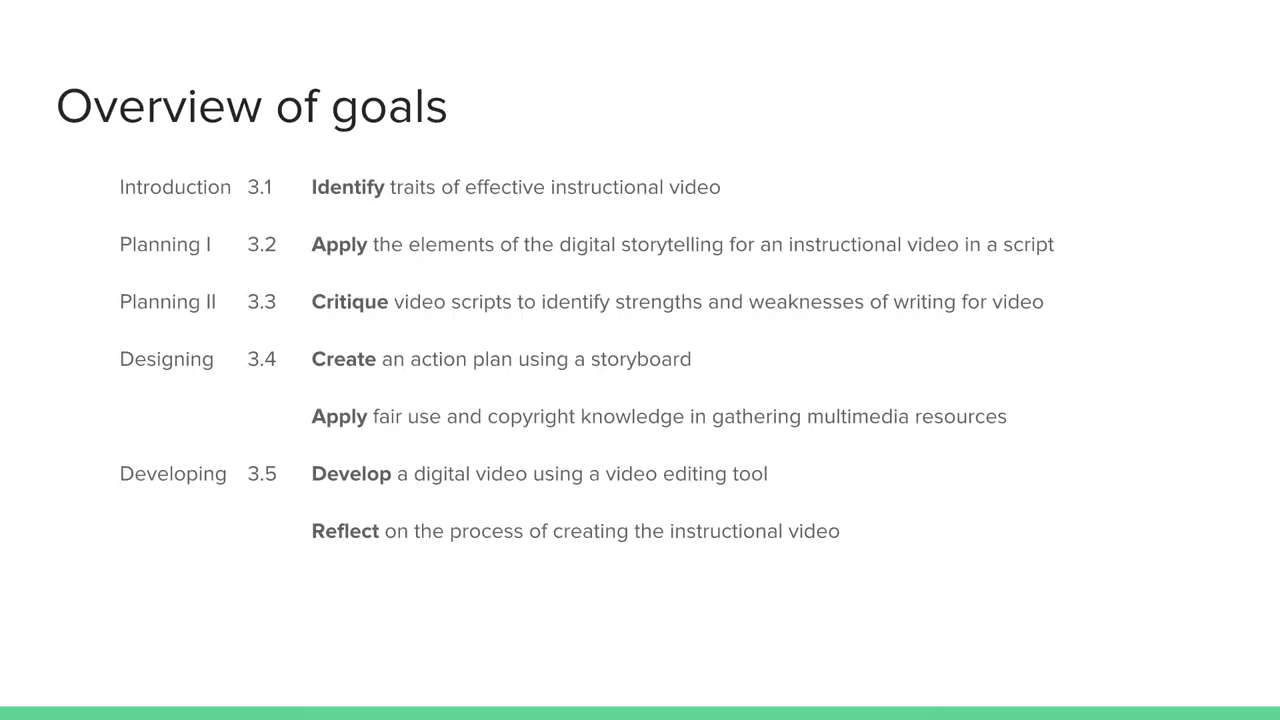 Overview of goals
Introduction 3.1 Identify traits of effective instructional video
Planning I 3.2 Apply the elements of the digital storytelling for an instructional video in a script
Planning II 3.3 Critique video scripts to identify strengths and weaknesses of writing for video
Designing 3.4 Create an action plan using a storyboard
Apply fair use and copyright knowledge in gathering multimedia resources
Developing 3.5 Develop a digital video using a video editing tool
Reflect on the process of creating the instructional video